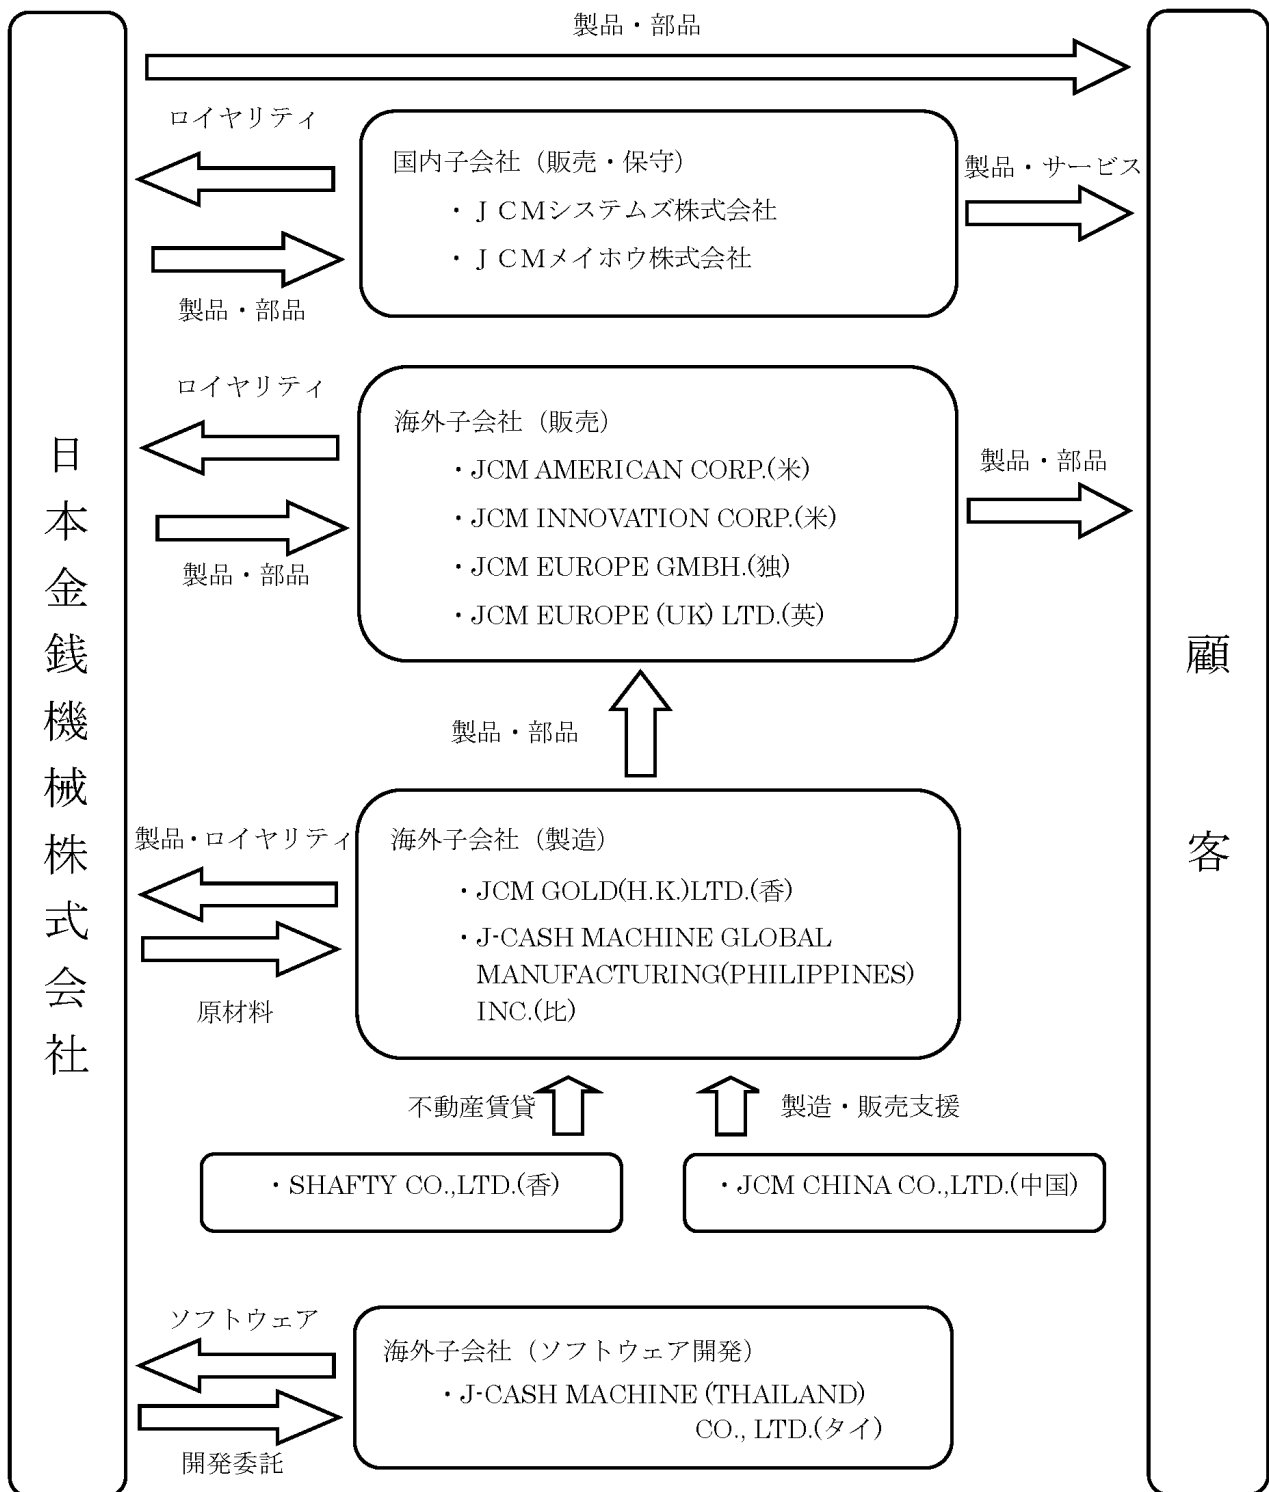 製品・部品
ロイヤリティ
国内子会社（販売・保守）
・ＪＣＭシステムズ株式会社
・ＪＣＭメイホウ株式会社
製品・サービス
製品・部品
ロイヤリティ
海外子会社（販売）
・JCM AMERICAN CORP.(米)
・JCM INNOVATION CORP.(米)
・JCM EUROPE GMBH.(独)
・JCM EUROPE (UK) LTD.(英)
製品・部品
製品・部品
日本金銭機械株式会社
顧客
製品・部品
製品・ロイヤリティ
海外子会社（製造）
・JCM GOLD(H.K.)LTD.(香)
・J-CASH MACHINE GLOBAL
MANUFACTURING(PHILIPPINES)
INC.(比)
原材料
不動産賃貸
製造・販売支援
・SHAFTY CO.,LTD.(香)
・JCM CHINA CO.,LTD.(中国)
ソフトウェア
海外子会社（ソフトウェア開発）
・J-CASH MACHINE (THAILAND)
CO., LTD.(タイ)
開発委託